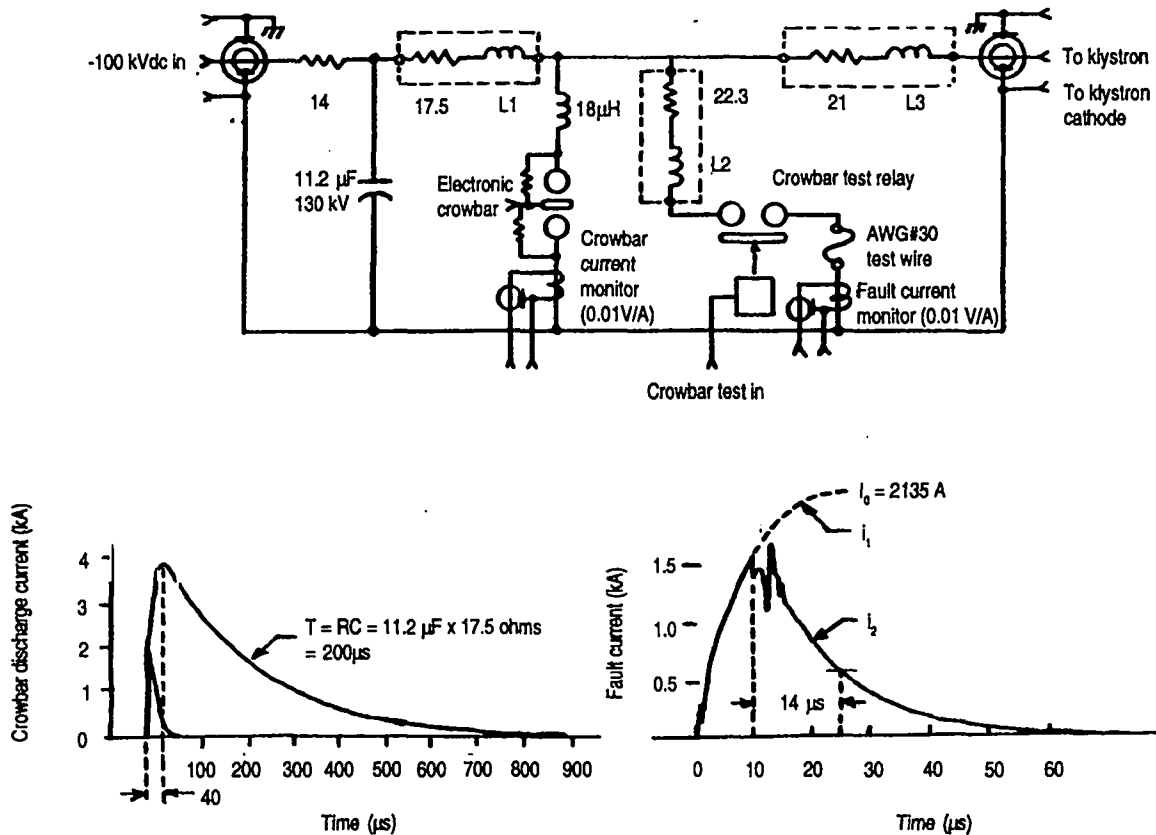 -100 kVdc in
14
17.5
L1
18μH
22.3
21
L3
To klystron
To klystron
cathode
11.2 μF
130 kV
Electronic
crowbar
L2
Crowbar test relay
Crowbar
current
monitor
(0.01V/A)
AWG#30
test wire
Fault current
monitor (0.01 V/A)
Crowbar test in
Crowbar discharge current (kA)
4
3
2
1
0
T = RC = 11.2 μF x 17.5 ohms
= 200μs
100 200 300 400 500 600 700 800 900
40
Time (μs)
Fault current (kA)
1.5
1.0
0.5
I₀ = 2135 A
i₁
i₂
14 μs
0 10 20 30 40 50 60
Time (μs)